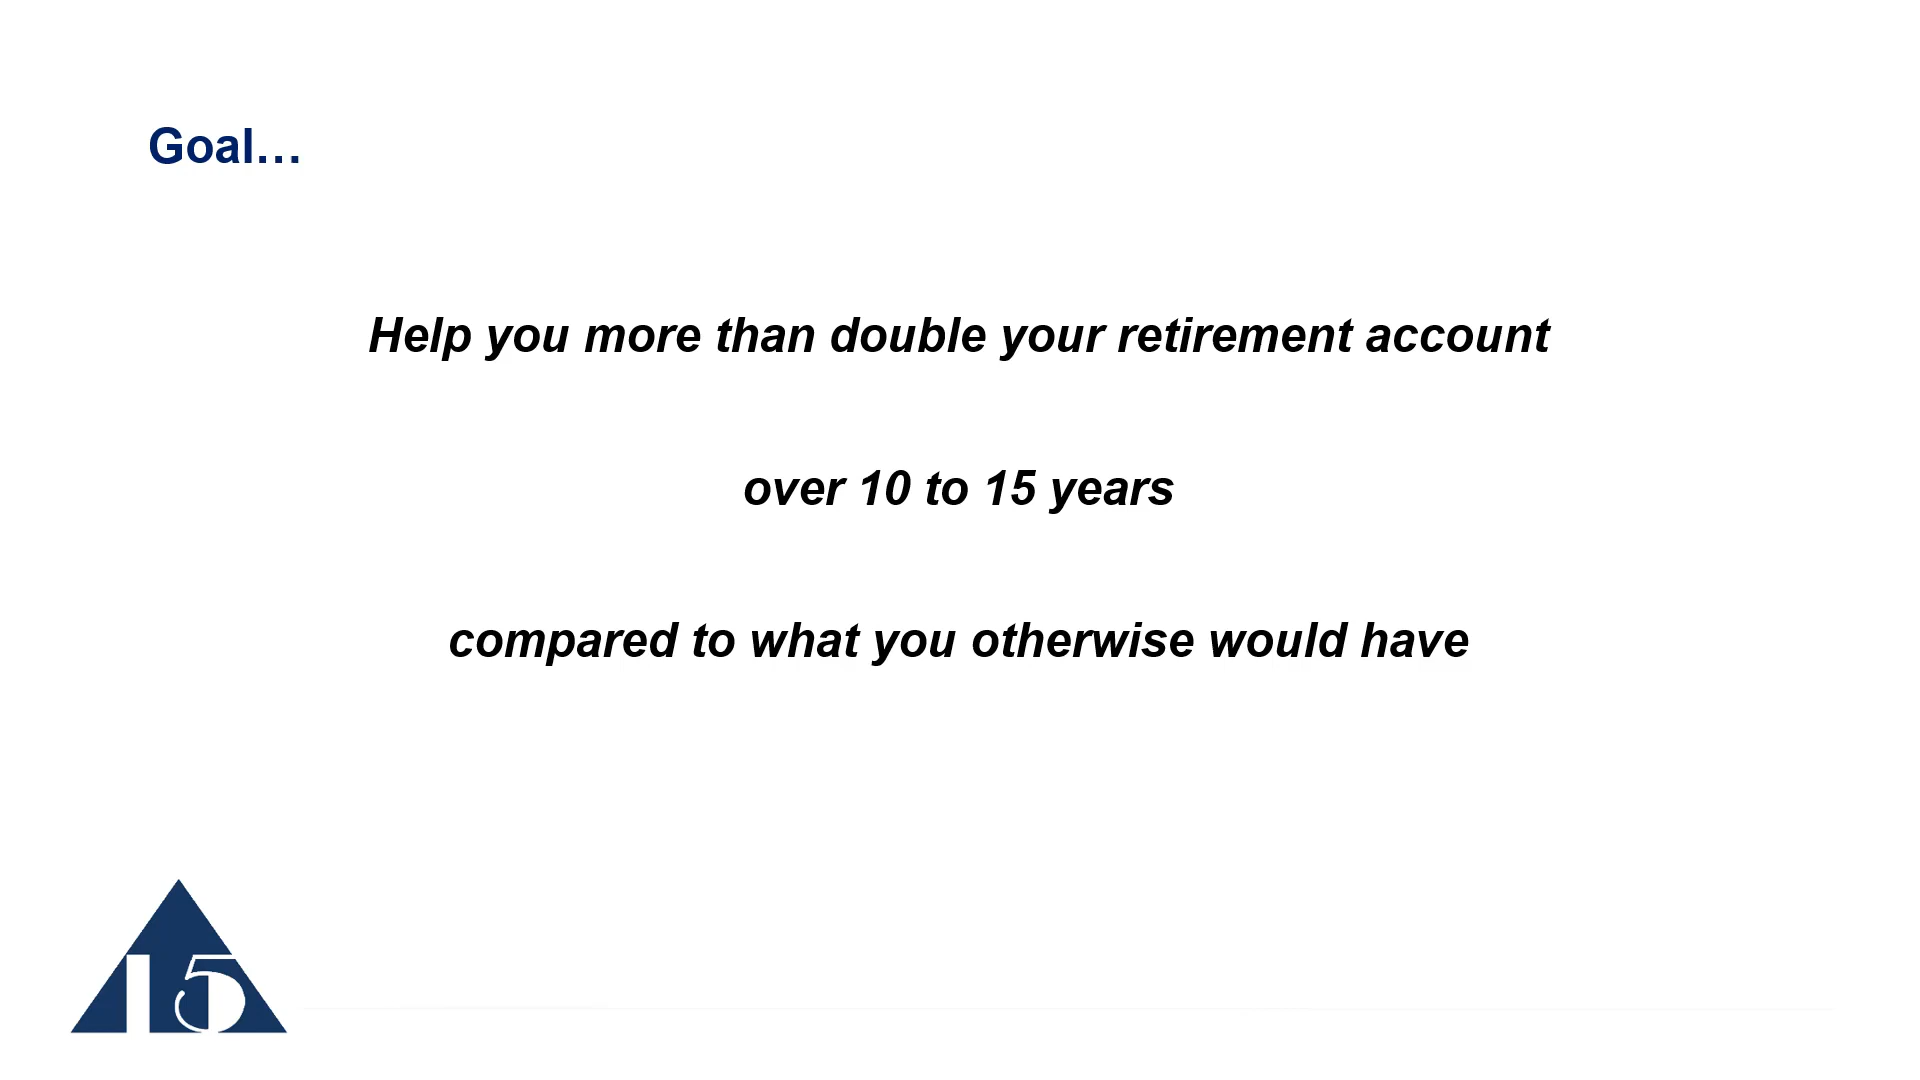 Goal…
Help you more than double your retirement account
over 10 to 15 years
compared to what you otherwise would have
15